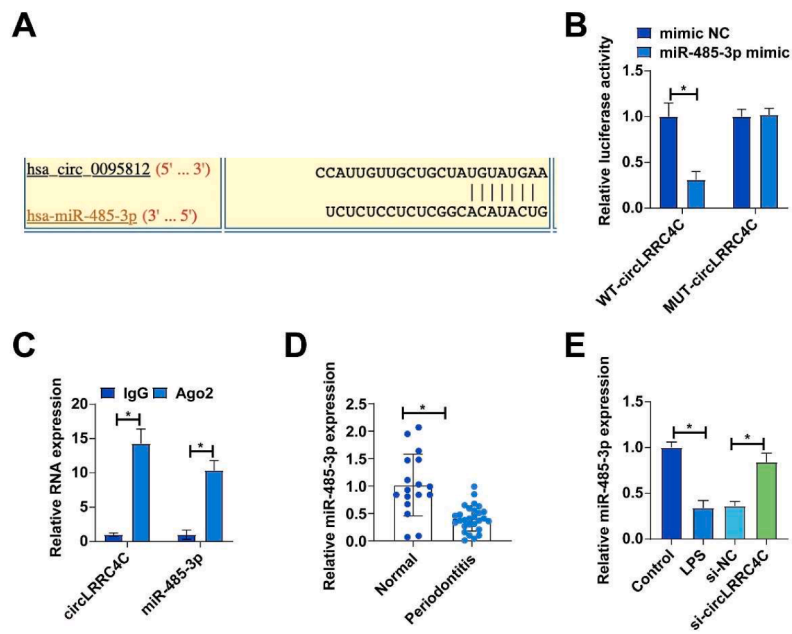 A
hsa_circ_0095812 (5' ... 3')
CCAUUGUUGCUGCUAUGUAUGAA
hsa-miR-485-3p (3' ... 5')
UCUCUCCUCUCGGCACAUACUG
B
mimic NC
miR-485-3p mimic
Relative luciferase activity
1.5
1.0
0.5
0.0
*
WT-circLRRC4C
MUT-circLRRC4C
C
IgG
Ago2
Relative RNA expression
20
15
10
5
0
*
*
circLRRC4C
miR-485-3p
D
Relative miR-485-3p expression
2.5
2.0
1.5
1.0
0.5
0.0
*
Normal
Periodontitis
E
Relative miR-485-3p expression
1.5
1.0
0.5
0.0
*
*
Control
LPS
si-NC
si-circLRRC4C